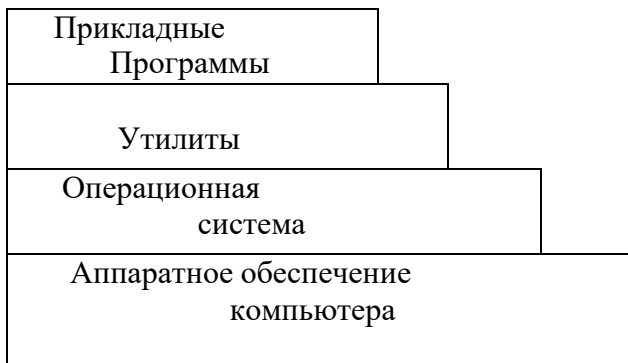 Прикладные
Программы
Утилиты
Операционная
система
Аппаратное обеспечение
компьютера